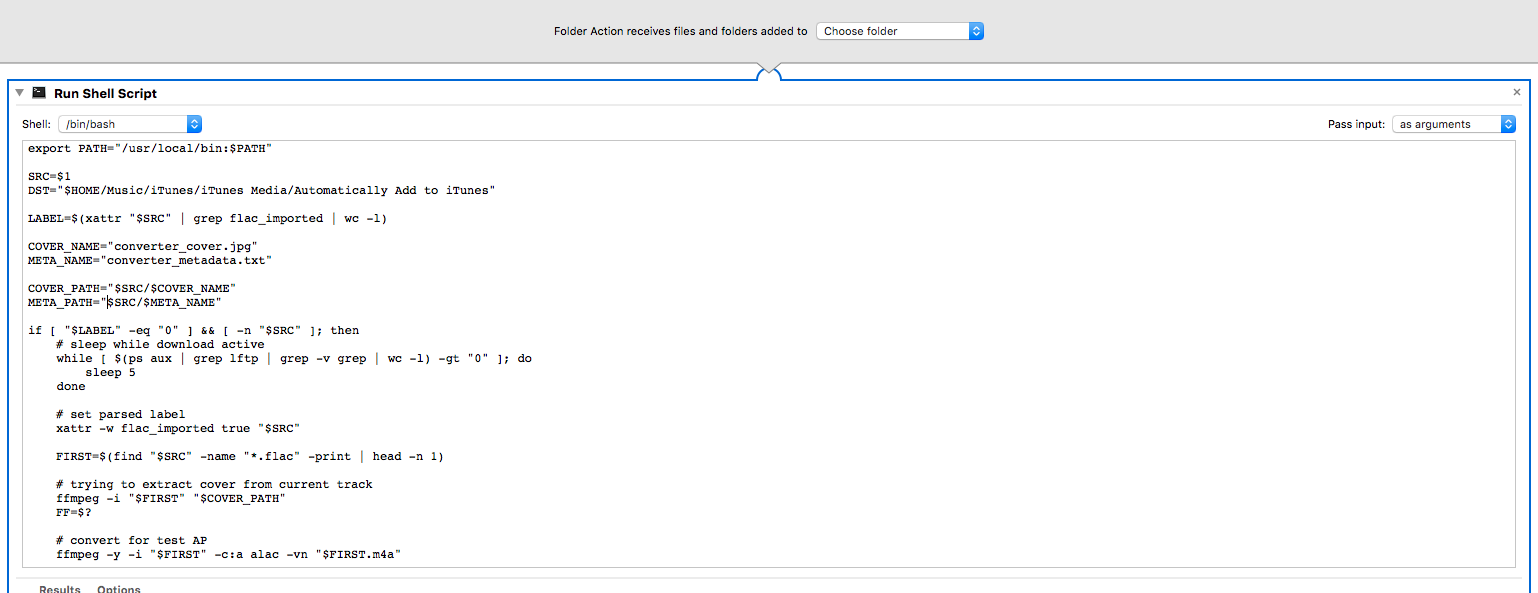 Folder Action receives files and folders added to Choose folder
Run Shell Script
Shell: /bin/bash Pass input: as arguments
export PATH="/usr/local/bin:$PATH"
SRC=$1
DST="$HOME/Music/iTunes/iTunes Media/Automatically Add to iTunes"
LABEL=$(xattr "$SRC" | grep flac_imported | wc -l)
COVER_NAME="converter_cover.jpg"
META_NAME="converter_metadata.txt"
COVER_PATH="$SRC/$COVER_NAME"
META_PATH="$SRC/$META_NAME"
if [ "$LABEL" -eq "0" ] && [ -n "$SRC" ]; then
# sleep while download active
while [ $(ps aux | grep lftp | grep -v grep | wc -l) -gt "0" ]; do
sleep 5
done
# set parsed label
xattr -w flac_imported true "$SRC"
FIRST=$(find "$SRC" -name "*.flac" -print | head -n 1)
# trying to extract cover from current track
ffmpeg -i "$FIRST" "$COVER_PATH"
FF=$?
# convert for test AP
ffmpeg -y -i "$FIRST" -c:a alac -vn "$FIRST.m4a"
Results Options